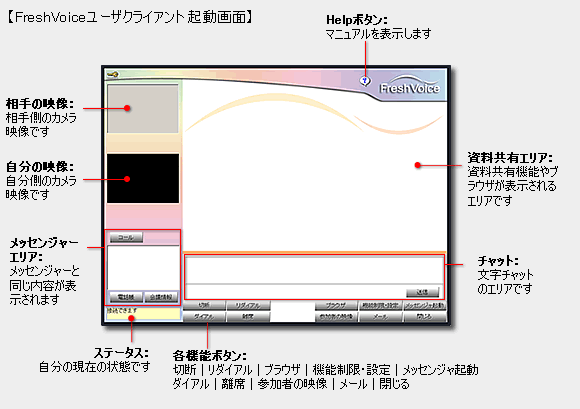 【FreshVoiceユーザクライアント 起動画面】
Helpボタン:
マニュアルを表示します
FreshVoice
相手の映像:
相手側のカメラ
映像です
自分の映像:
自分側のカメラ
映像です
資料共有エリア:
資料共有機能やブ
ラウザが表示される
エリアです
メッセンジャー
エリア:
メッセンジャーと
同じ内容が表
示されます
コール
電話帳 会議情報
接続できます
チャット:
文字チャット
のエリアです
送信
切断 リダイアル ブラウザ 機能制限・設定 メッセンジャ起動
ダイアル 離席 参加者の映像 メール 閉じる
ステータス:
自分の現在の状態です
各機能ボタン:
切断｜リダイアル｜ブラウザ｜機能制限・設定｜メッセンジャ起動
ダイアル｜離席｜参加者の映像｜メール｜閉じる